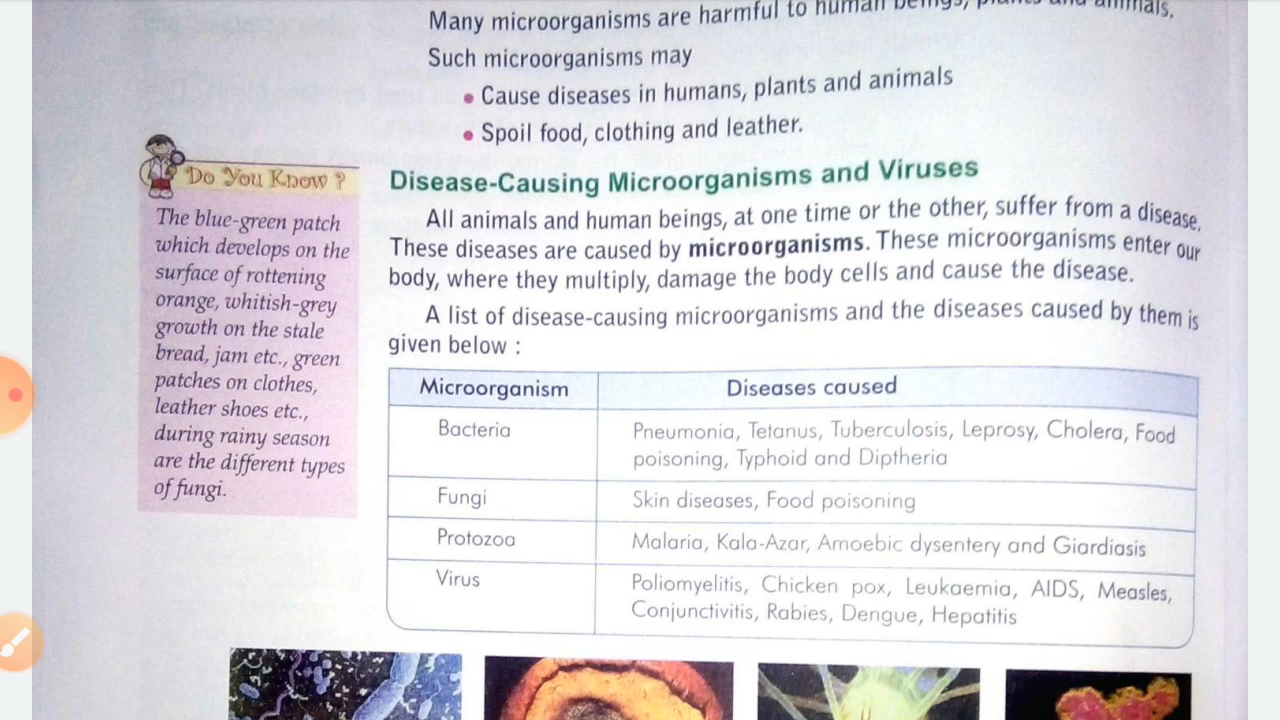 Many microorganisms are harmful to human beings, plants and animals.
Such microorganisms may
• Cause diseases in humans, plants and animals
• Spoil food, clothing and leather.
Do You Know ?
The blue-green patch
which develops on the
surface of rottening
orange, whitish-grey
growth on the stale
bread, jam etc., green
patches on clothes,
leather shoes etc.,
during rainy season
are the different types
of fungi.
Disease-Causing Microorganisms and Viruses
All animals and human beings, at one time or the other, suffer from a disease.
These diseases are caused by microorganisms. These microorganisms enter our
body, where they multiply, damage the body cells and cause the disease.
A list of disease-causing microorganisms and the diseases caused by them is
given below :
Microorganism Diseases caused
Bacteria Pneumonia, Tetanus, Tuberculosis, Leprosy, Cholera, Food
poisoning, Typhoid and Diptheria
Fungi Skin diseases, Food poisoning
Protozoa Malaria, Kala-Azar, Amoebic dysentery and Giardiasis
Virus Poliomyelitis, Chicken pox, Leukaemia, AIDS, Measles,
Conjunctivitis, Rabies, Dengue, Hepatitis